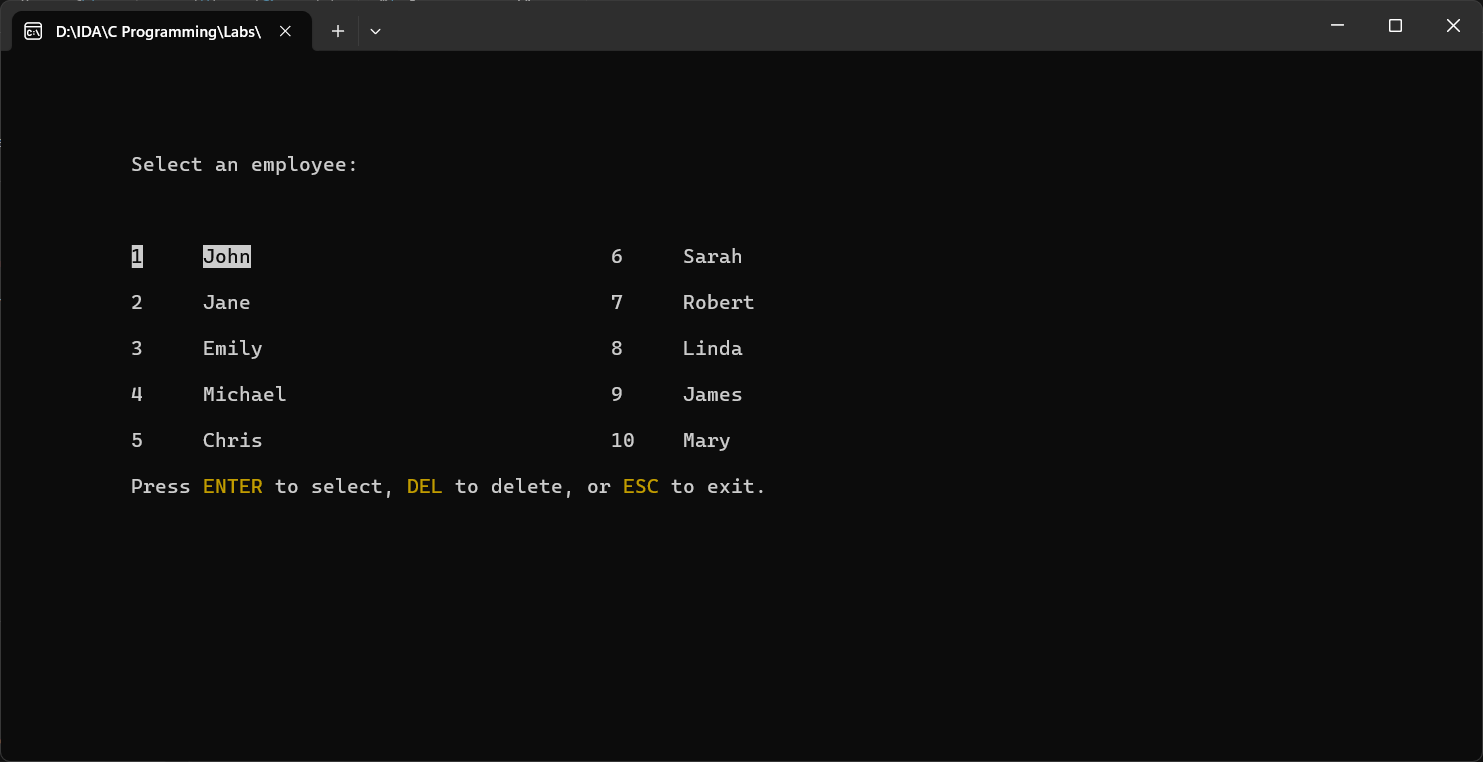 D:\IDA\C Programming\Labs\
Select an employee:
1 John 6 Sarah
2 Jane 7 Robert
3 Emily 8 Linda
4 Michael 9 James
5 Chris 10 Mary
Press ENTER to select, DEL to delete, or ESC to exit.